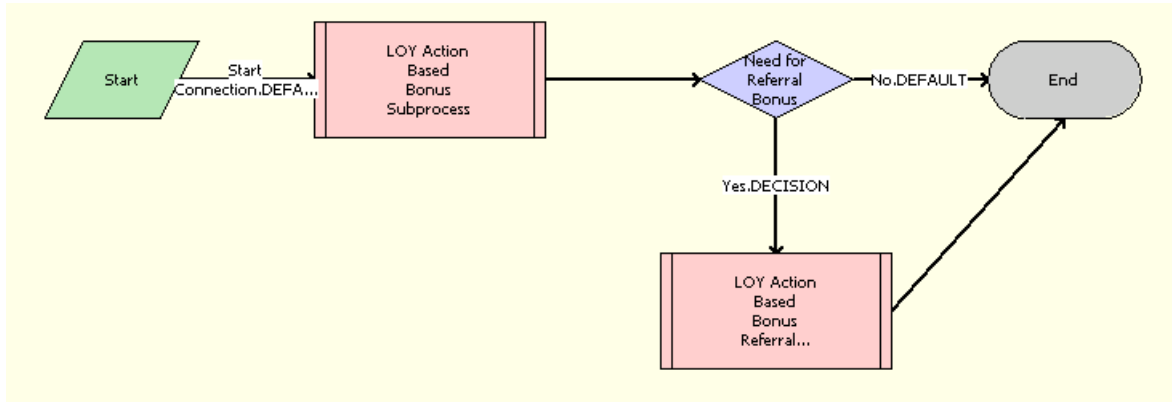 Start
Start
Connection.DEFA...
LOY Action
Based
Bonus
Subprocess
Need for
Referral
Bonus
No.DEFAULT
End
Yes.DECISION
LOY Action
Based
Bonus
Referral...